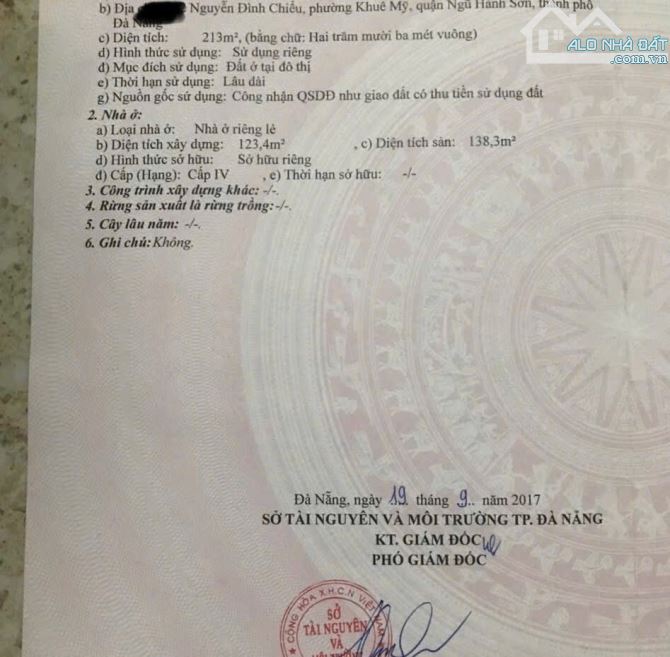 b) Địa Nguyễn Đình Chiểu, phường Khuê Mỹ, quận Ngũ Hành Sơn, thành phố
Đà Nẵng
c) Diện tích: 213m², (bằng chữ: Hai trăm mười ba mét vuông)
d) Hình thức sử dụng: Sử dụng riêng
đ) Mục đích sử dụng: Đất ở tại đô thị
e) Thời hạn sử dụng: Lâu dài
g) Nguồn gốc sử dụng: Công nhận QSDĐ như giao đất có thu tiền sử dụng đất
2. Nhà ở:
a) Loại nhà ở: Nhà ở riêng lẻ
b) Diện tích xây dựng: 123,4m² , c) Diện tích sàn: 138,3m²
d) Hình thức sở hữu: Sở hữu riêng
đ) Cấp (Hạng): Cấp IV , e) Thời hạn sở hữu: -/-
3. Công trình xây dựng khác: -/-.
4. Rừng sản xuất là rừng trồng:-/-.
5. Cây lâu năm: -/-.
6. Ghi chú: Không.
ALO NHÀ ĐẤT
.com.vn
Đà Nẵng, ngày 19 tháng 9.. năm 2017
SỞ TÀI NGUYÊN VÀ MÔI TRƯỜNG TP. ĐÀ NẴNG
KT. GIÁM ĐỐC
PHÓ GIÁM ĐỐC
CỘNG HÒA X.H.C.N VIỆT NAM
SỞ
TÀI NGUYÊN
VÀ